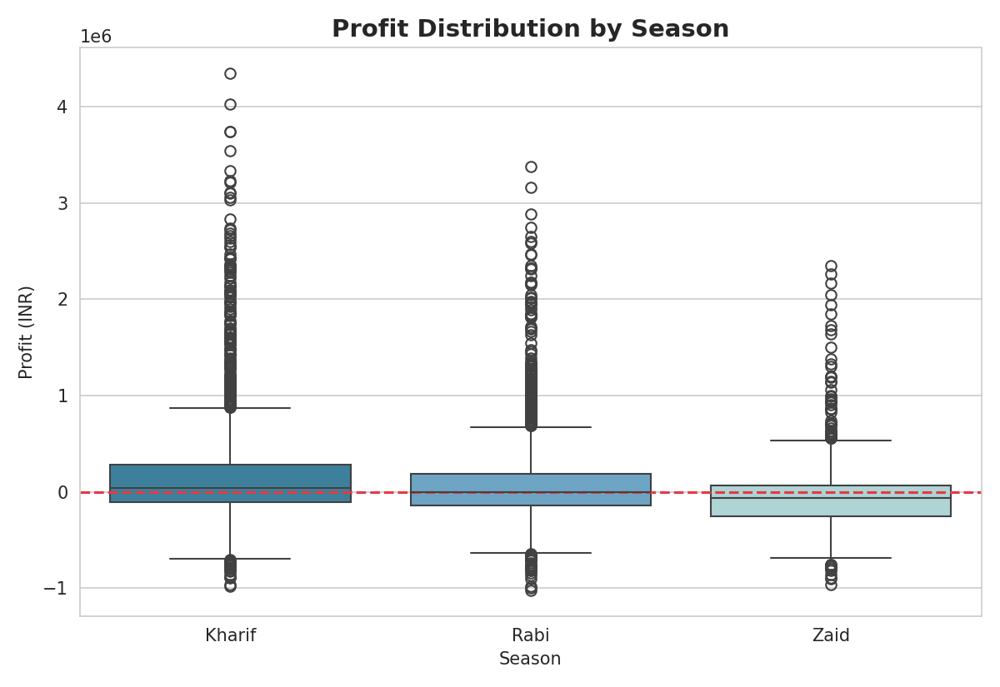 Profit Distribution by Season
1e6
4
3
2
1
0
−1
Profit (INR)
Kharif
Rabi
Zaid
Season